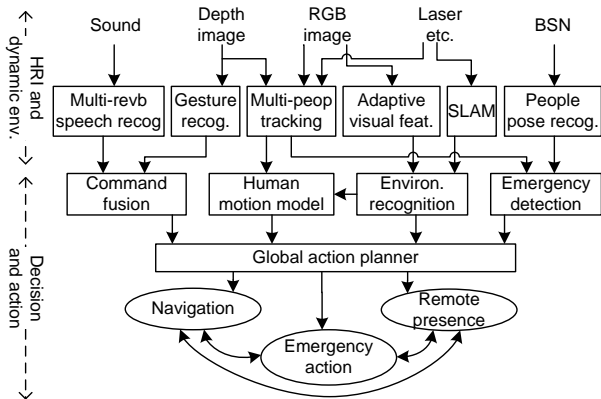 HRI and
dynamic env.
Sound
Depth
image
RGB
image
Laser
etc.
BSN
Multi-revb
speech recog
Gesture
recog.
Multi-peop
tracking
Adaptive
visual feat.
SLAM
People
pose recog.
Decision
and action
Command
fusion
Human
motion model
Environ.
recognition
Emergency
detection
Global action planner
Navigation
Emergency
action
Remote
presence